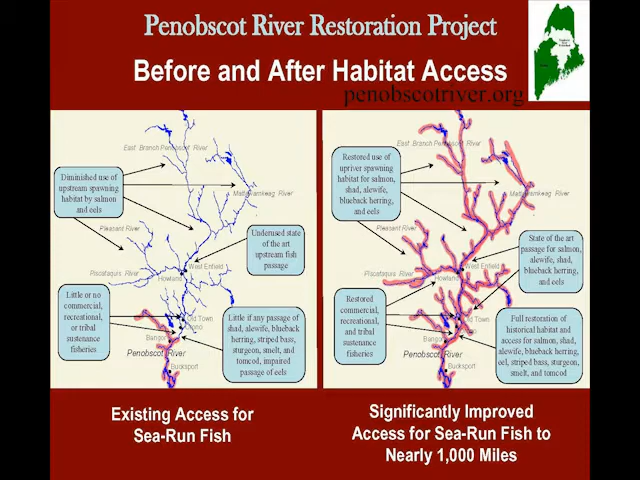 Penobscot River Restoration Project
Before and After Habitat Access
penobscotriver.org
East Branch Penobscot River
Diminished use of
upstream spawning
habitat by salmon
and eels
Mattawamkeag River
Pleasant River
Underused state
of the art
upstream fish
passage
Piscataquis River
West Enfield
Howland
Little or no
commercial,
recreational,
or tribal
sustenance
fisheries
Old Town
Orono
Bangor
Little if any passage of
shad, alewife, blueback
herring, striped bass,
sturgeon, smelt, and
tomcod, impaired
passage of eels
Penobscot River
Bucksport
Existing Access for
Sea-Run Fish
East Branch Penobscot River
Restored use of
upriver spawning
habitat for salmon,
shad, alewife,
blueback herring,
and eels
Mattawamkeag River
Pleasant River
State of the art
passage for salmon,
alewife, shad,
blueback herring,
and eels
Piscataquis River
West Enfield
Howland
Restored
commercial,
recreational,
and tribal
sustenance
fisheries
Old Town
Bangor
Full restoration of
historical habitat and
access for salmon, shad,
alewife, blueback herring,
eel, striped bass, sturgeon,
smelt, and tomcod
Penobscot River
Bucksport
Significantly Improved
Access for Sea-Run Fish to
Nearly 1,000 Miles